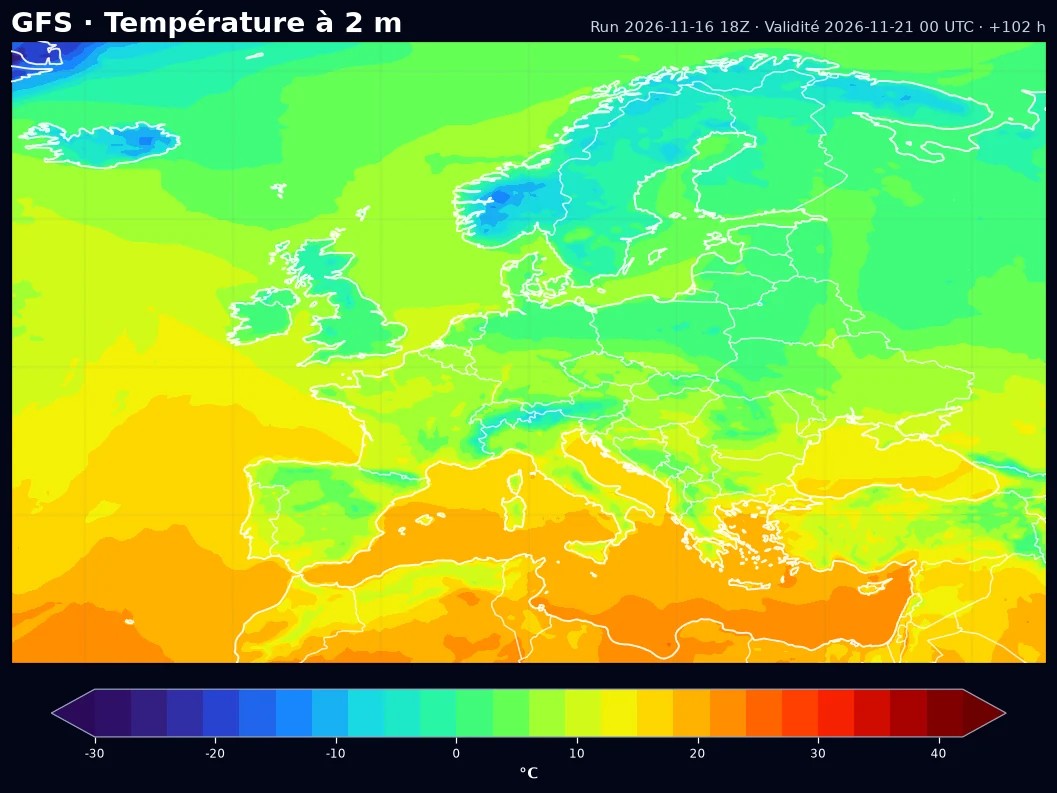 GFS · Température à 2 m
Run 2026-11-16 18Z · Validité 2026-11-21 00 UTC · +102 h
-30 -20 -10 0 10 20 30 40
°C